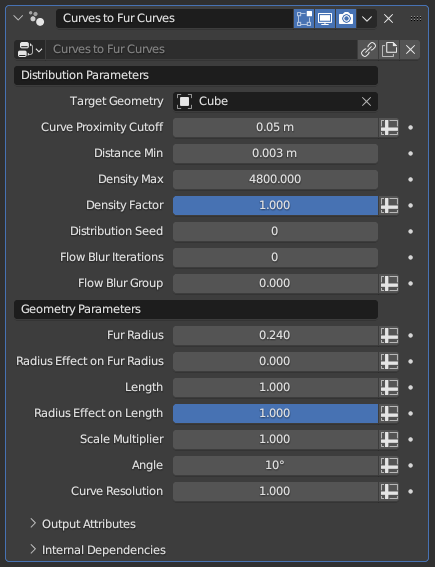 Curves to Fur Curves
Curves to Fur Curves
Distribution Parameters
Target Geometry Cube
Curve Proximity Cutoff 0.05 m
Distance Min 0.003 m
Density Max 4800.000
Density Factor 1.000
Distribution Seed 0
Flow Blur Iterations 0
Flow Blur Group 0.000
Geometry Parameters
Fur Radius 0.240
Radius Effect on Fur Radius 0.000
Length 1.000
Radius Effect on Length 1.000
Scale Multiplier 1.000
Angle 10°
Curve Resolution 1.000
Output Attributes
Internal Dependencies